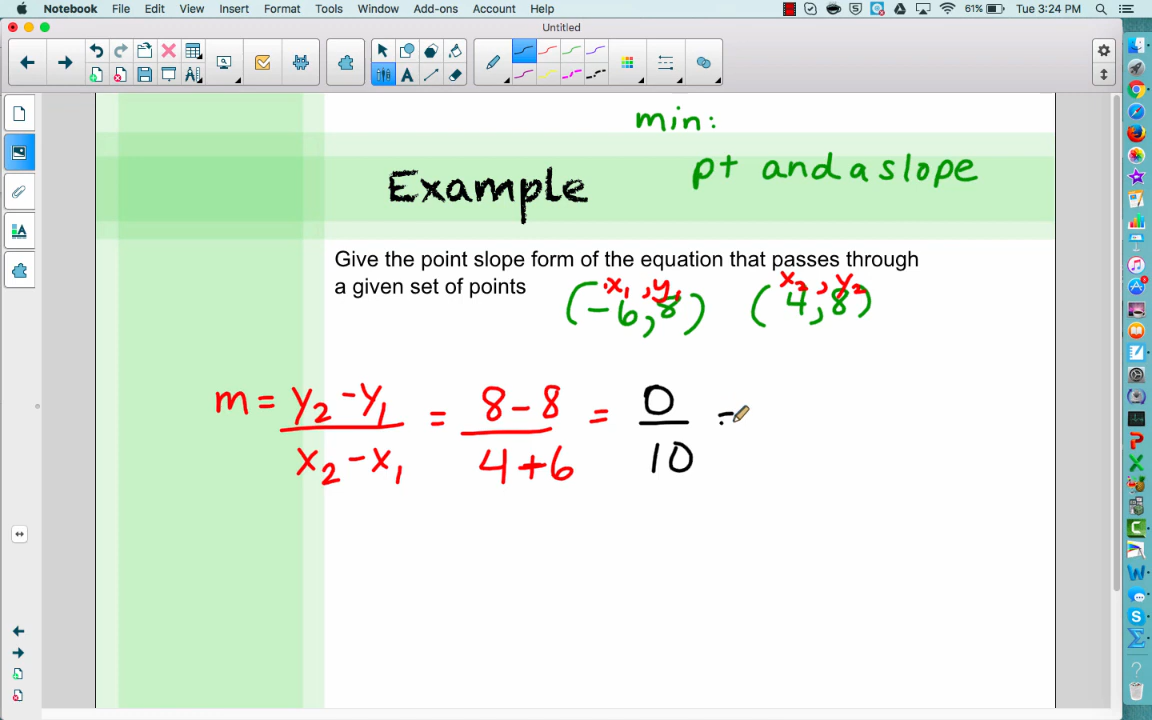 Notebook File Edit View Insert Format Tools Window Add-ons Account Help 61% Tue 3:24 PM
Untitled
min:
pt and a slope
Example
Give the point slope form of the equation that passes through
a given set of points
x₁, y₁ x₂, y₂
(-6, 8) (4, 8)
m = y₂ - y₁ / x₂ - x₁ = 8 - 8 / 4 + 6 = 0 / 10 =